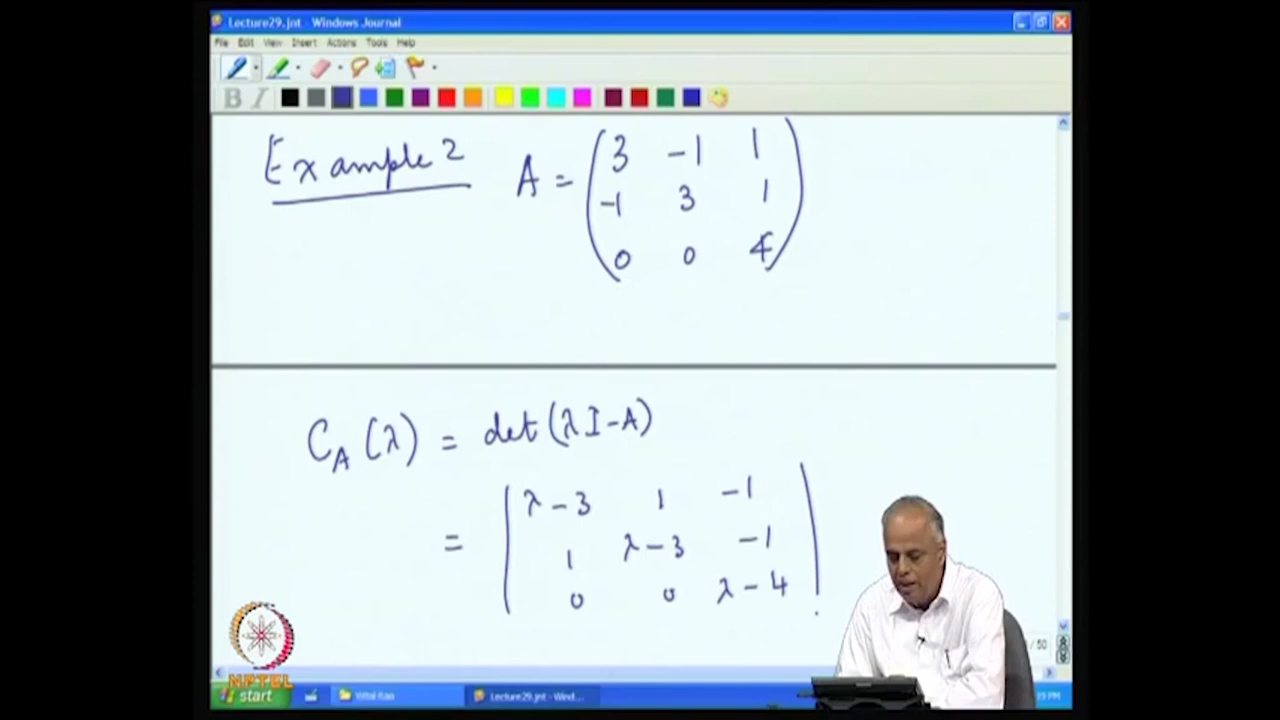 Lecture29.jnt - Windows Journal
File Edit View Insert Actions Tools Help
B I
Example 2 A = ( 3 -1 1
-1 3 1
0 0 4 )
C_A (λ) = det (λI - A)
= | λ-3 1 -1
1 λ-3 -1
0 0 λ-4 |
/ 50
NPTEL
start Lecture29.jnt - Wind...